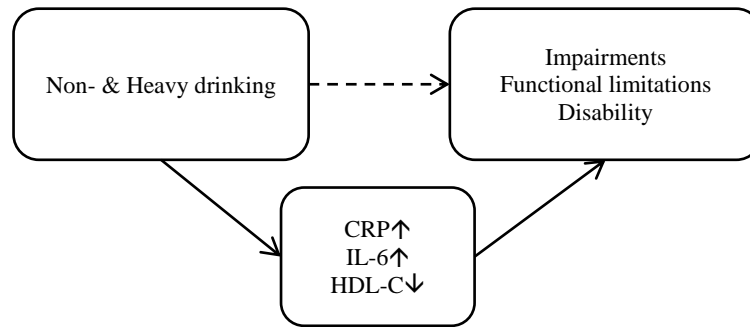 Non- & Heavy drinking
Impairments
Functional limitations
Disability
CRP↑
IL-6↑
HDL-C↓